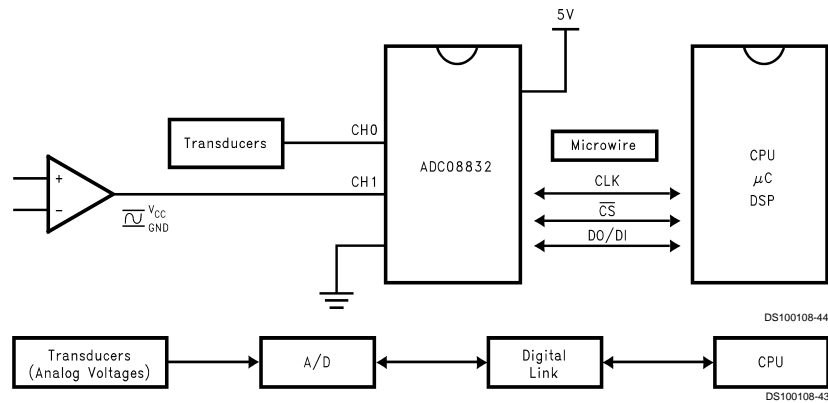 5V
Transducers
CH0
ADC08832
Microwire
CPU
μC
DSP
CH1
CLK
+
−
VCC
GND
CS
DO/DI
DS100108-44
Transducers
(Analog Voltages)
A/D
Digital
Link
CPU
DS100108-43